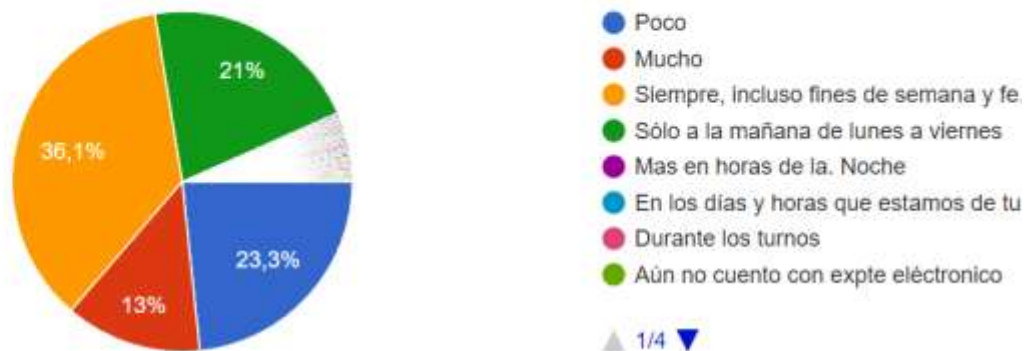 21%
36,1%
23,3%
13%
Poco
Mucho
Siempre, incluso fines de semana y fe.
Sólo a la mañana de lunes a viernes
Mas en horas de la. Noche
En los días y horas que estamos de tu
Durante los turnos
Aún no cuento con expte eléctronico
1/4